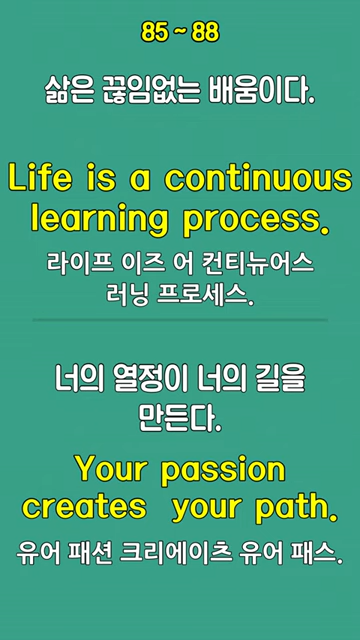 85 ~ 88
삶은 끊임없는 배움이다.
Life is a continuous
learning process.
라이프 이즈 어 컨티뉴어스
러닝 프로세스.
너의 열정이 너의 길을
만든다.
Your passion
creates your path.
유어 패션 크리에이츠 유어 패스.